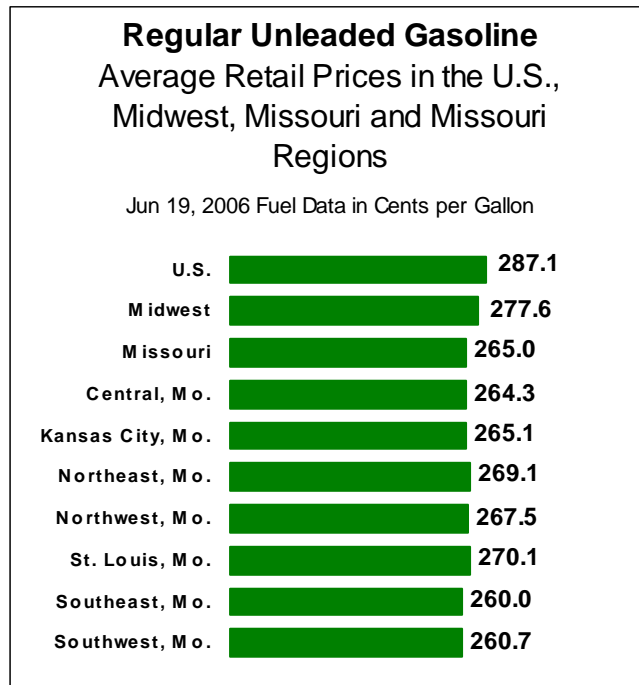 Regular Unleaded Gasoline
Average Retail Prices in the U.S.,
Midwest, Missouri and Missouri
Regions
Jun 19, 2006 Fuel Data in Cents per Gallon
U.S. 287.1
Midwest 277.6
Missouri 265.0
Central, Mo. 264.3
Kansas City, Mo. 265.1
Northeast, Mo. 269.1
Northwest, Mo. 267.5
St. Louis, Mo. 270.1
Southeast, Mo. 260.0
Southwest, Mo. 260.7